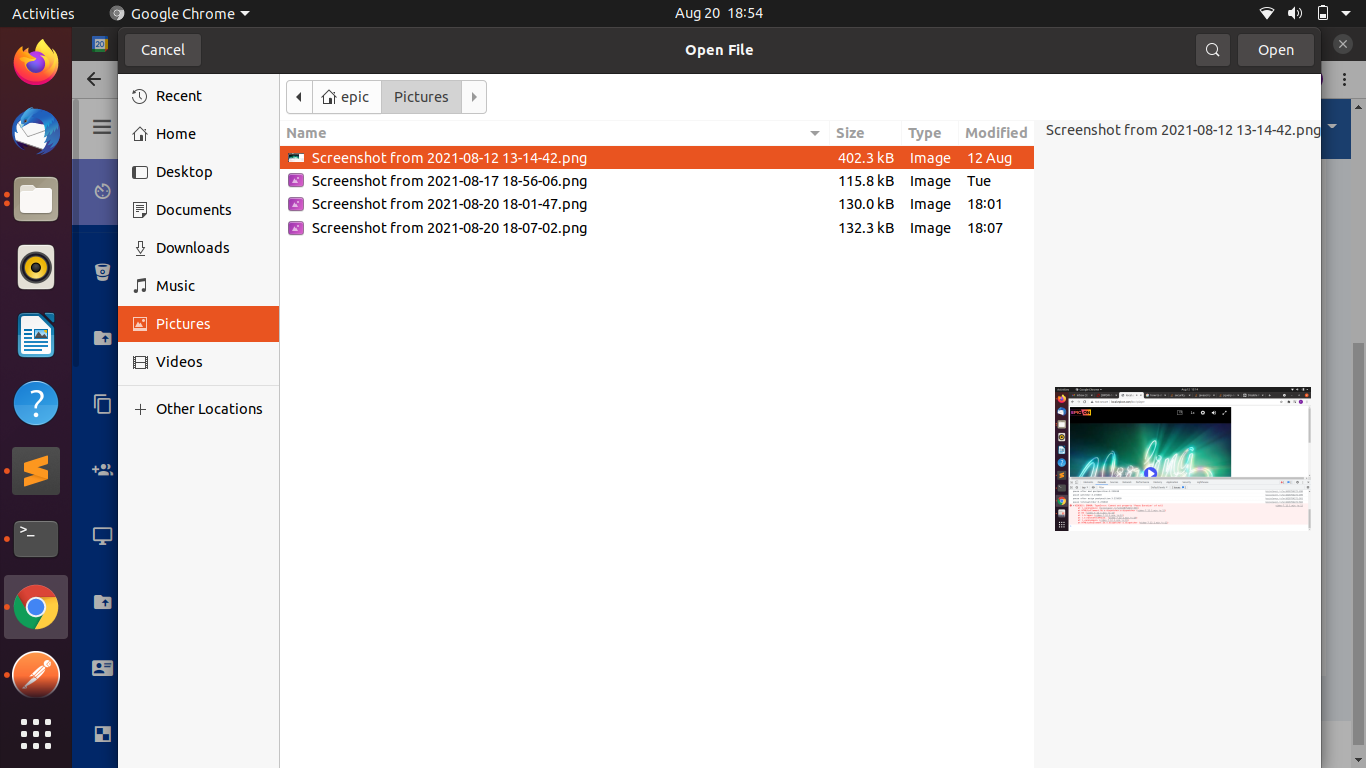 Activities Google Chrome Aug 20 18:54
Cancel Open File Open
Recent
Home
Desktop
Documents
Downloads
Music
Pictures
Videos
Other Locations
epic Pictures
Name Size Type Modified
Screenshot from 2021-08-12 13-14-42.png 402.3 kB Image 12 Aug
Screenshot from 2021-08-17 18-56-06.png 115.8 kB Image Tue
Screenshot from 2021-08-20 18-01-47.png 130.0 kB Image 18:01
Screenshot from 2021-08-20 18-07-02.png 132.3 kB Image 18:07
Screenshot from 2021-08-12 13-14-42.png